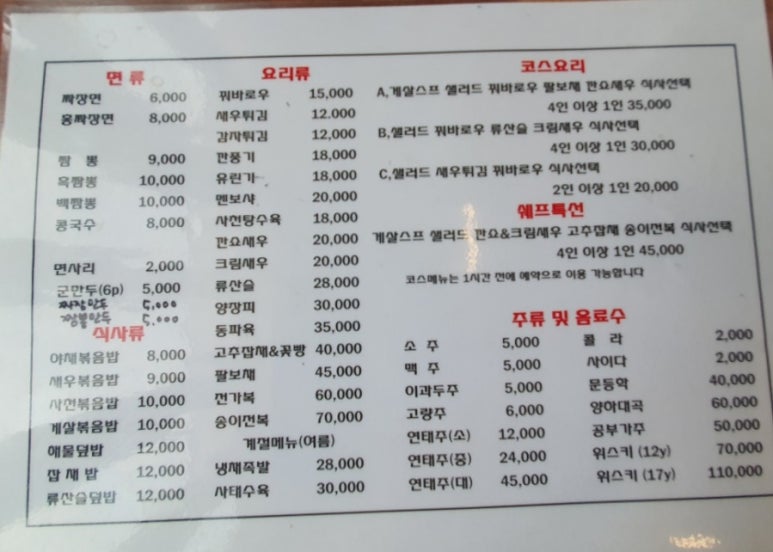 면 류
짜장면 6,000
홍짜장면 8,000
짬 뽕 9,000
육짬뽕 10,000
백짬뽕 10,000
콩국수 8,000
면사리 2,000
군만두(6p) 5,000
짜장만두 5,000
짬뽕만두 5,000
식사류
야채볶음밥 8,000
새우볶음밥 9,000
사천볶음밥 10,000
게살볶음밥 10,000
해물덮밥 12,000
잡채밥 12,000
류산슬덮밥 12,000
요리류
꿔바로우 15,000
새우튀김 12.000
감자튀김 12,000
깐풍기 18,000
유린기 18,000
멘보샤 20,000
사천탕수육 18,000
깐요새우 20,000
크림새우 20,000
류산슬 28,000
양장피 30,000
동파육 35,000
고추잡채&꽃빵 40,000
팔보채 45,000
전가복 60,000
송이전복 70,000
계절메뉴(여름)
냉채족발 28,000
사태수육 30,000
코스요리
A,게살스프 샐러드 꿔바로우 팔보채 깐요새우 식사선택
4인 이상 1인 35,000
B,샐러드 꿔바로우 류산슬 크림새우 식사선택
4인 이상 1인 30,000
C,샐러드 새우튀김 꿔바로우 식사선택
2인 이상 1인 20,000
쉐프특선
게살스프 샐러드 깐요&크림새우 고추잡채 송이전복 식사선택
4인 이상 1인 45,000
코스메뉴는 1시간 전에 예약으로 이용 가능합니다
주류 및 음료수
소 주 5,000
맥 주 5,000
이과두주 5,000
고량주 6,000
연태주(소) 12,000
연태주(중) 24,000
연태주(대) 45,000
콜 라 2,000
사이다 2,000
문등학 40,000
양하대곡 60,000
공부가주 50,000
위스키 (12y) 70,000
위스키 (17y) 110,000